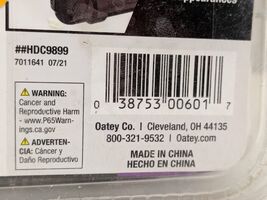 Appearances
##HDC9899
7011641 07/21
⚠ WARNING:
Cancer and
Reproductive Harm
- www.P65Warn-
ings.ca.gov
⚠ ADVERTEN-
CIA: Cáncer y
Daño Reproductivo
0 38753 00601 7
Oatey Co. | Cleveland, OH 44135
800-321-9532 | Oatey.com
MADE IN CHINA
HECHO EN CHINA